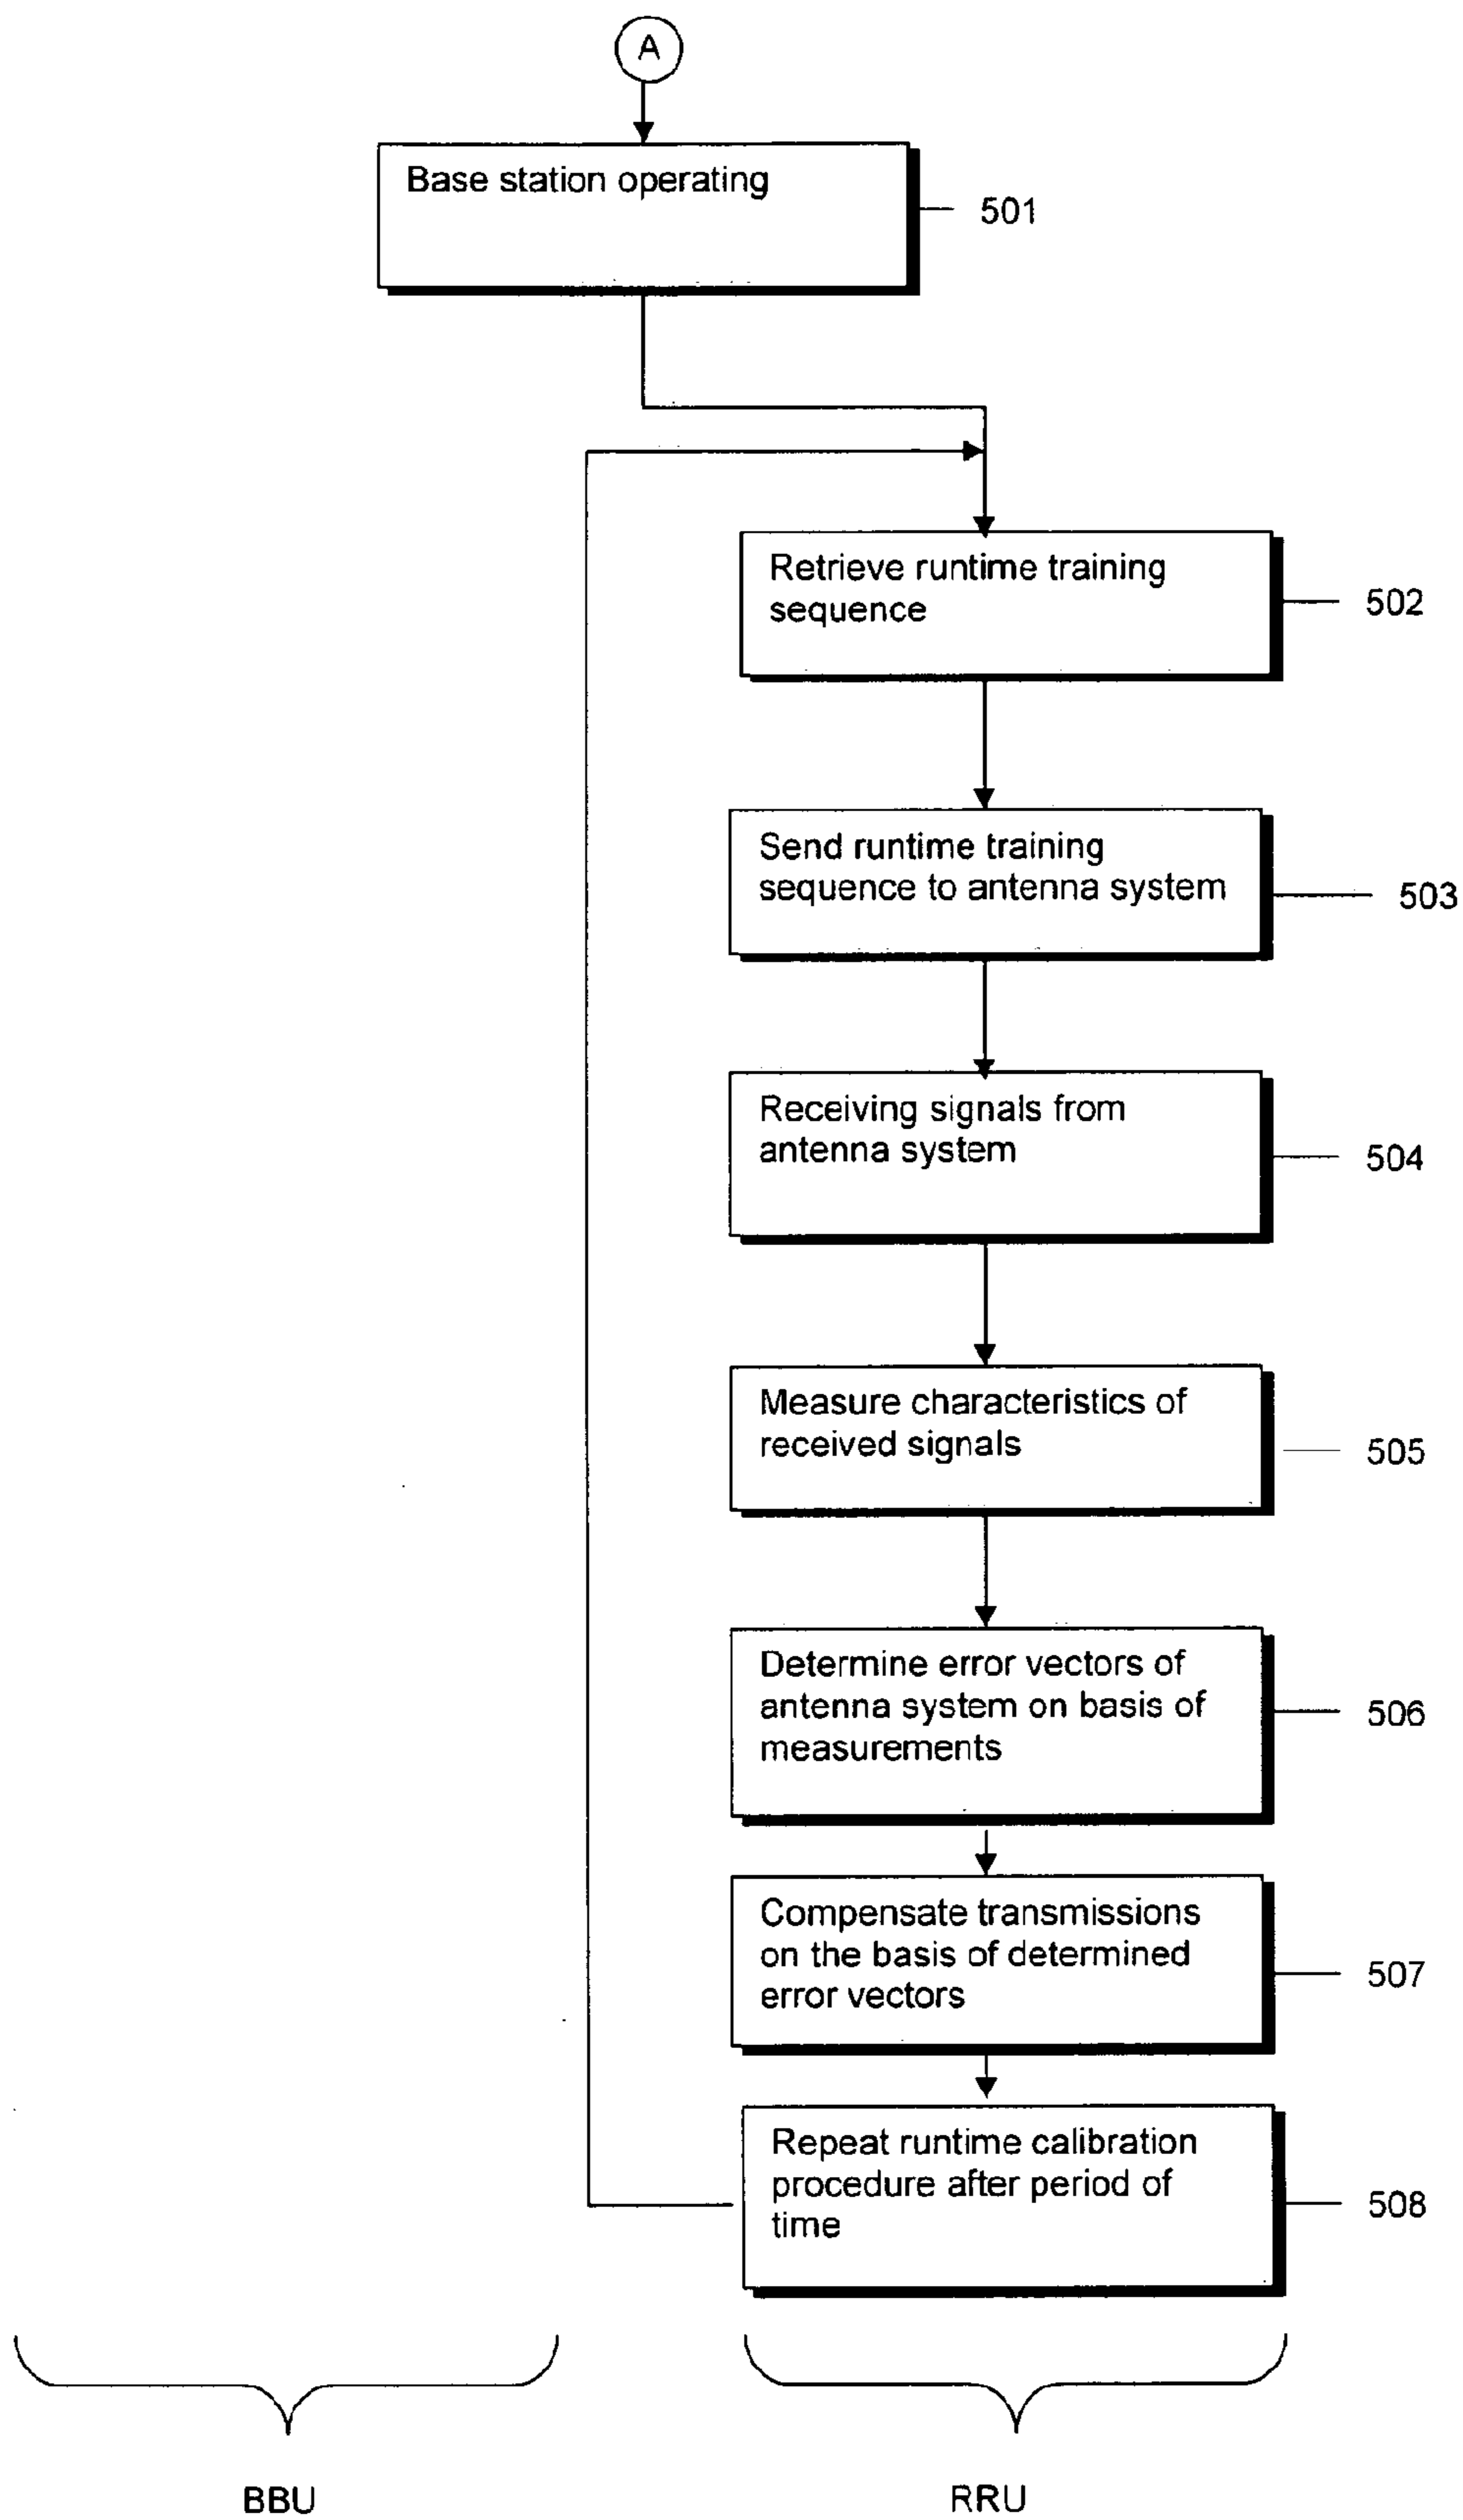 A
Base station operating
501
Retrieve runtime training
sequence
502
Send runtime training
sequence to antenna system
503
Receiving signals from
antenna system
504
Measure characteristics of
received signals
505
Determine error vectors of
antenna system on basis of
measurements
506
Compensate transmissions
on the basis of determined
error vectors
507
Repeat runtime calibration
procedure after period of
time
508
BBU
RRU